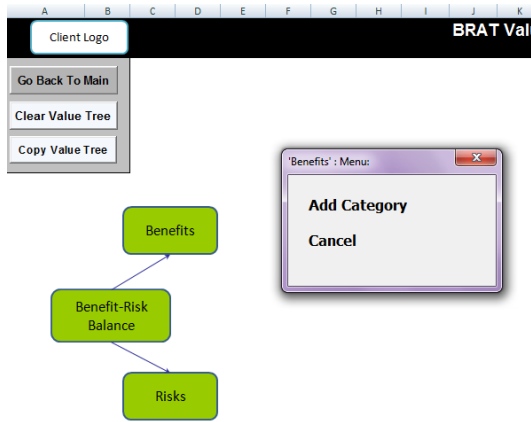 A B C D E F G H I J K
Client Logo
BRAT Valu
Go Back To Main
Clear Value Tree
Copy Value Tree
'Benefits' : Menu:
x
Add Category
Cancel
Benefits
Benefit-Risk
Balance
Risks